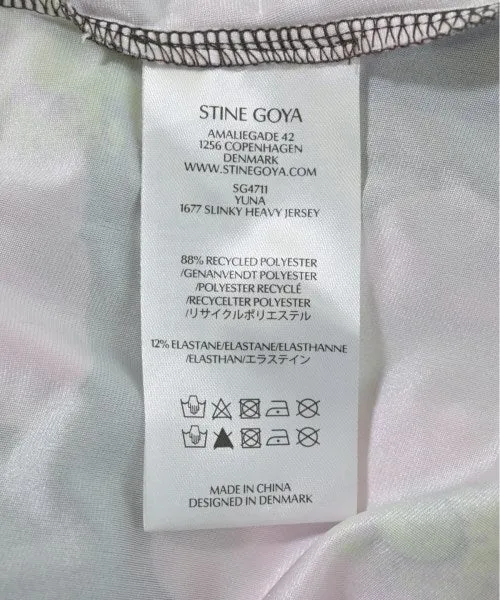 STINE GOYA
AMALIEGADE 42
1256 COPENHAGEN
DENMARK
WWW.STINEGOYA.COM
SG4711
YUNA
1677 SLINKY HEAVY JERSEY
88% RECYCLED POLYESTER
/GENANVENDT POLYESTER
/POLYESTER RECYCLÉ
/RECYCELTER POLYESTER
/リサイクルポリエステル
12% ELASTANE/ELASTANE/ELASTHANNE
/ELASTHAN/エラステイン
MADE IN CHINA
DESIGNED IN DENMARK